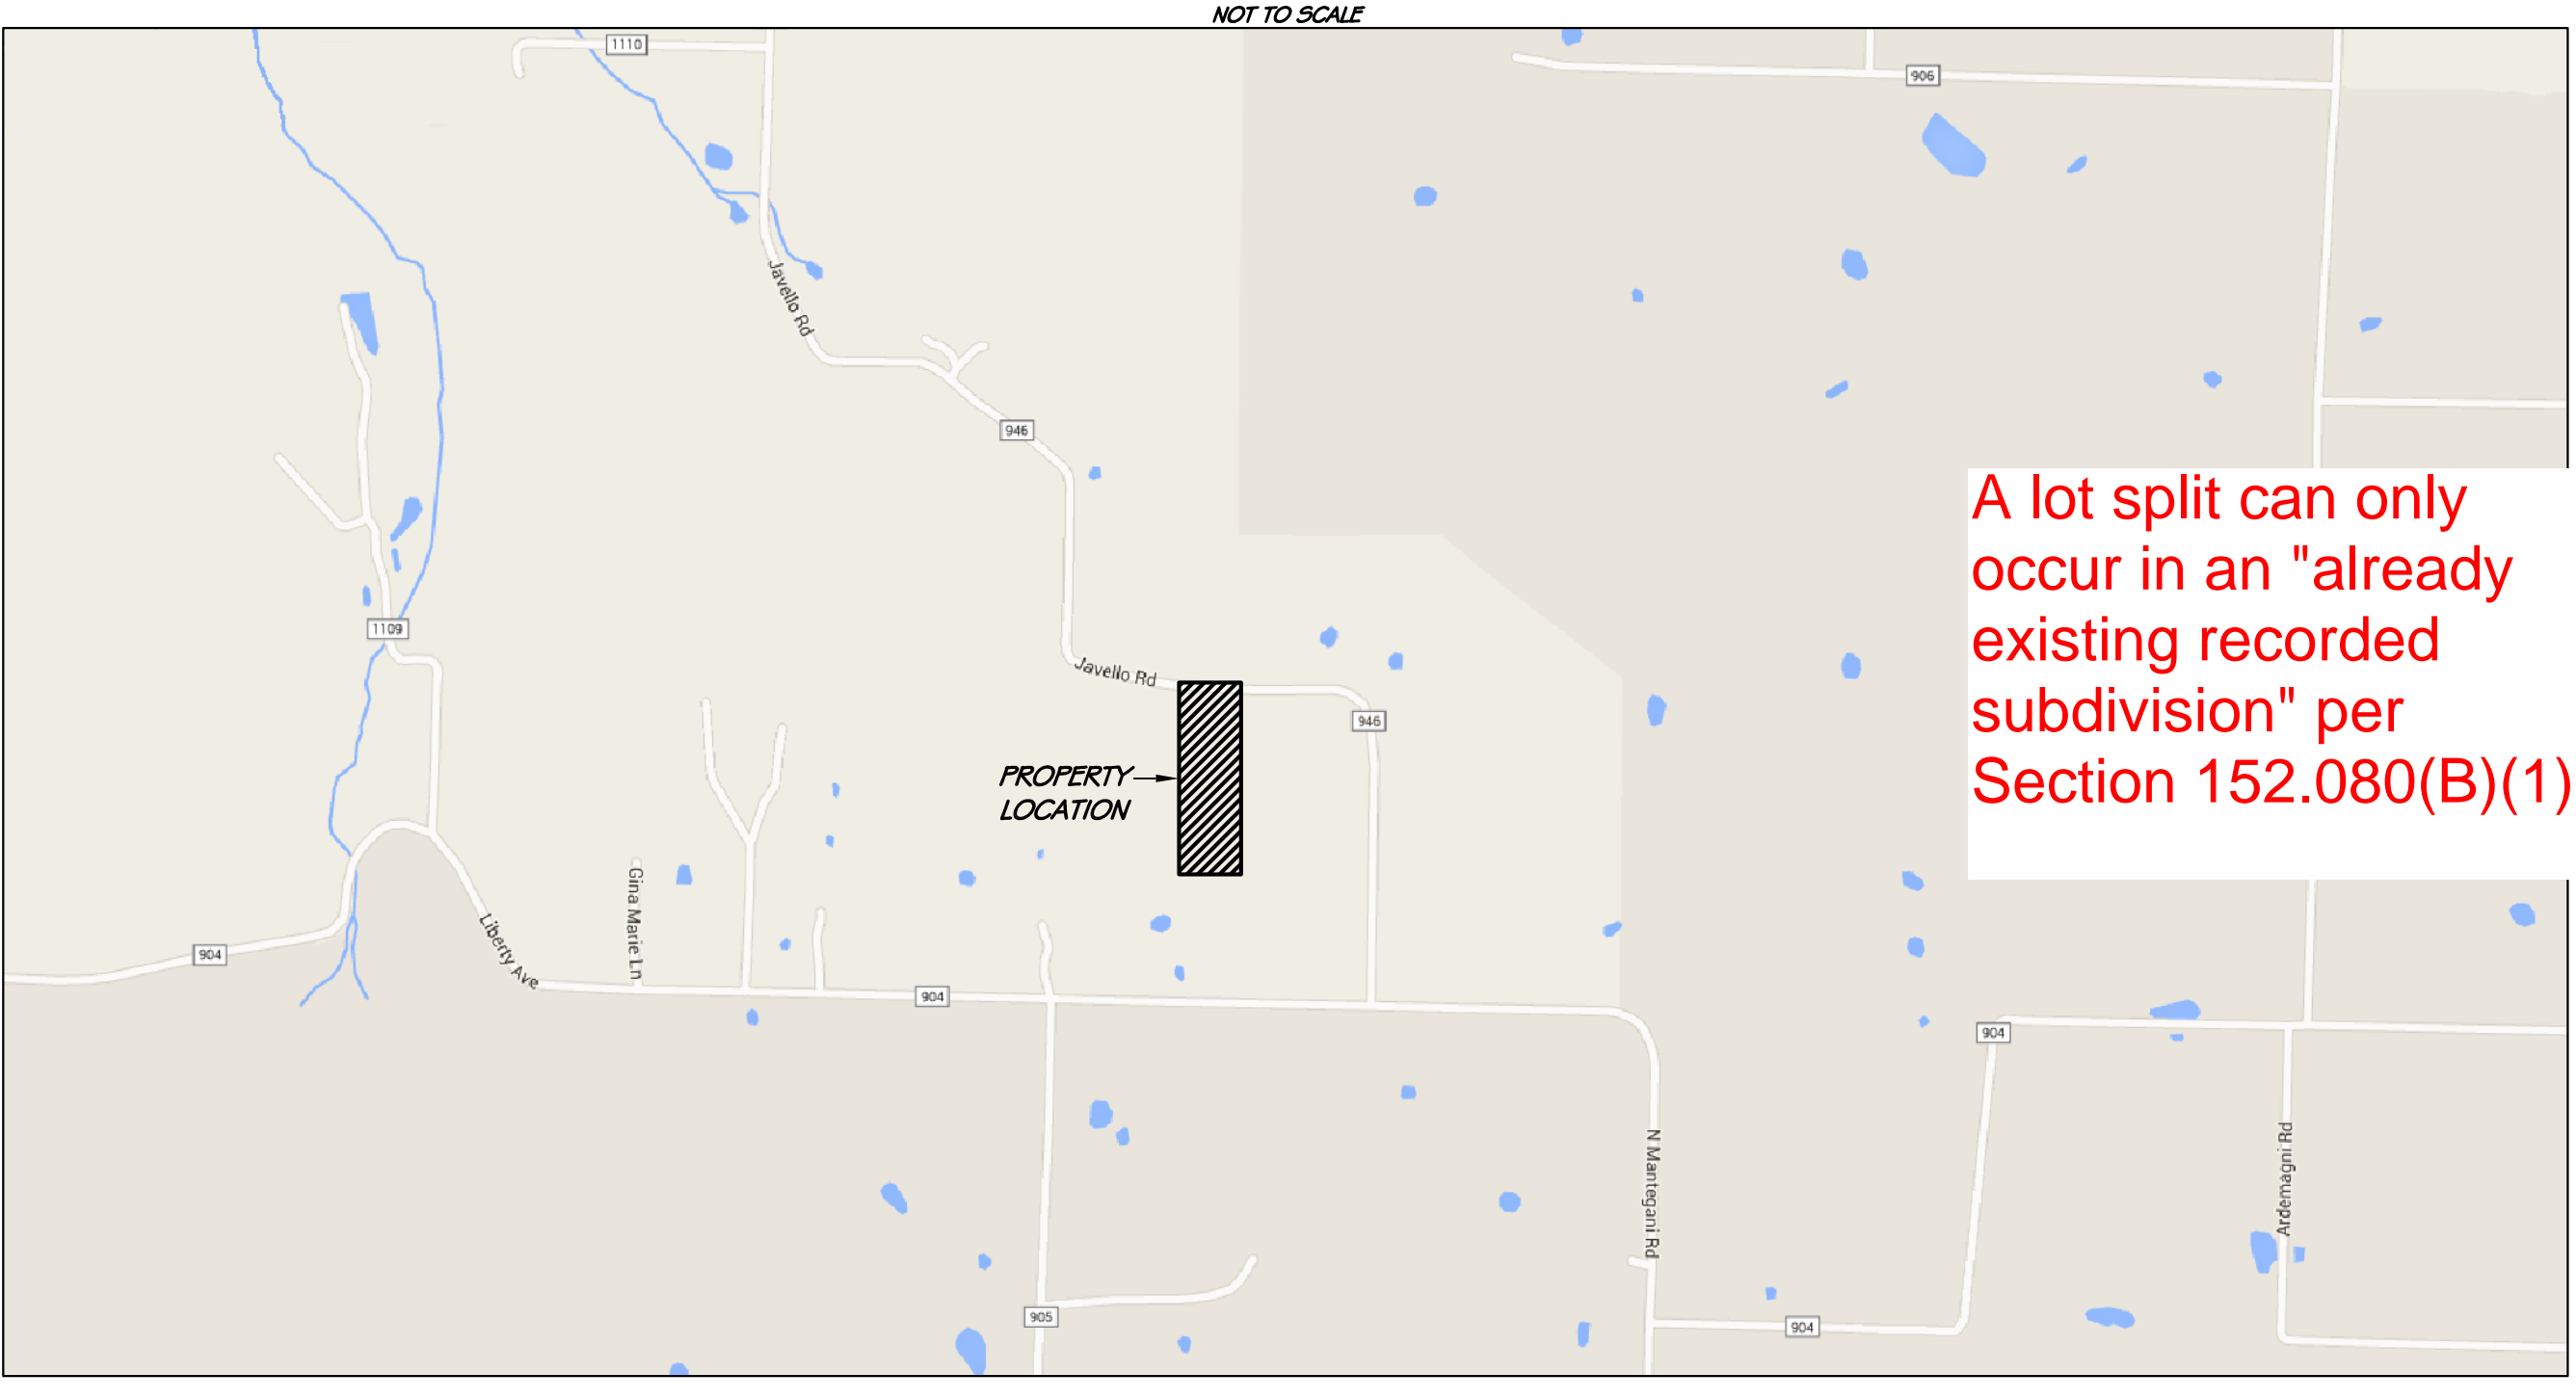 NOT TO SCALE
1110
906
Javello Rd
946
A lot split can only
occur in an "already
existing recorded
subdivision" per
Section 152.080(B)(1)
1109
Javello Rd
946
PROPERTY
LOCATION
Gina Marie Ln
Liberty Ave
904
904
904
N Mantegani Rd
Ardemagni Rd
905
904